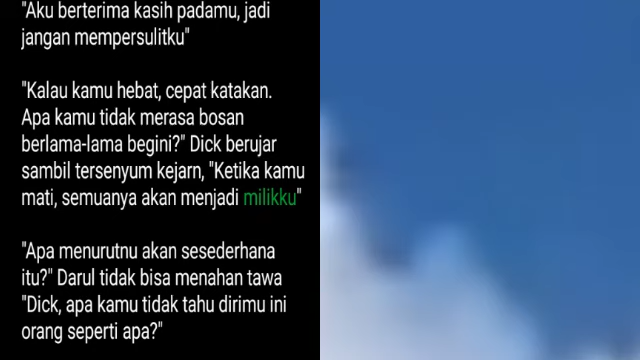 "Aku berterima kasih padamu, jadi
jangan mempersulitku"
"Kalau kamu hebat, cepat katakan.
Apa kamu tidak merasa bosan
berlama-lama begini?" Dick berujar
sambil tersenyum kejarn, "Ketika kamu
mati, semuanya akan menjadi milikku"
"Apa menurutnu akan sesederhana
itu?" Darul tidak bisa menahan tawa
"Dick, apa kamu tidak tahu dirimu ini
orang seperti apa?"